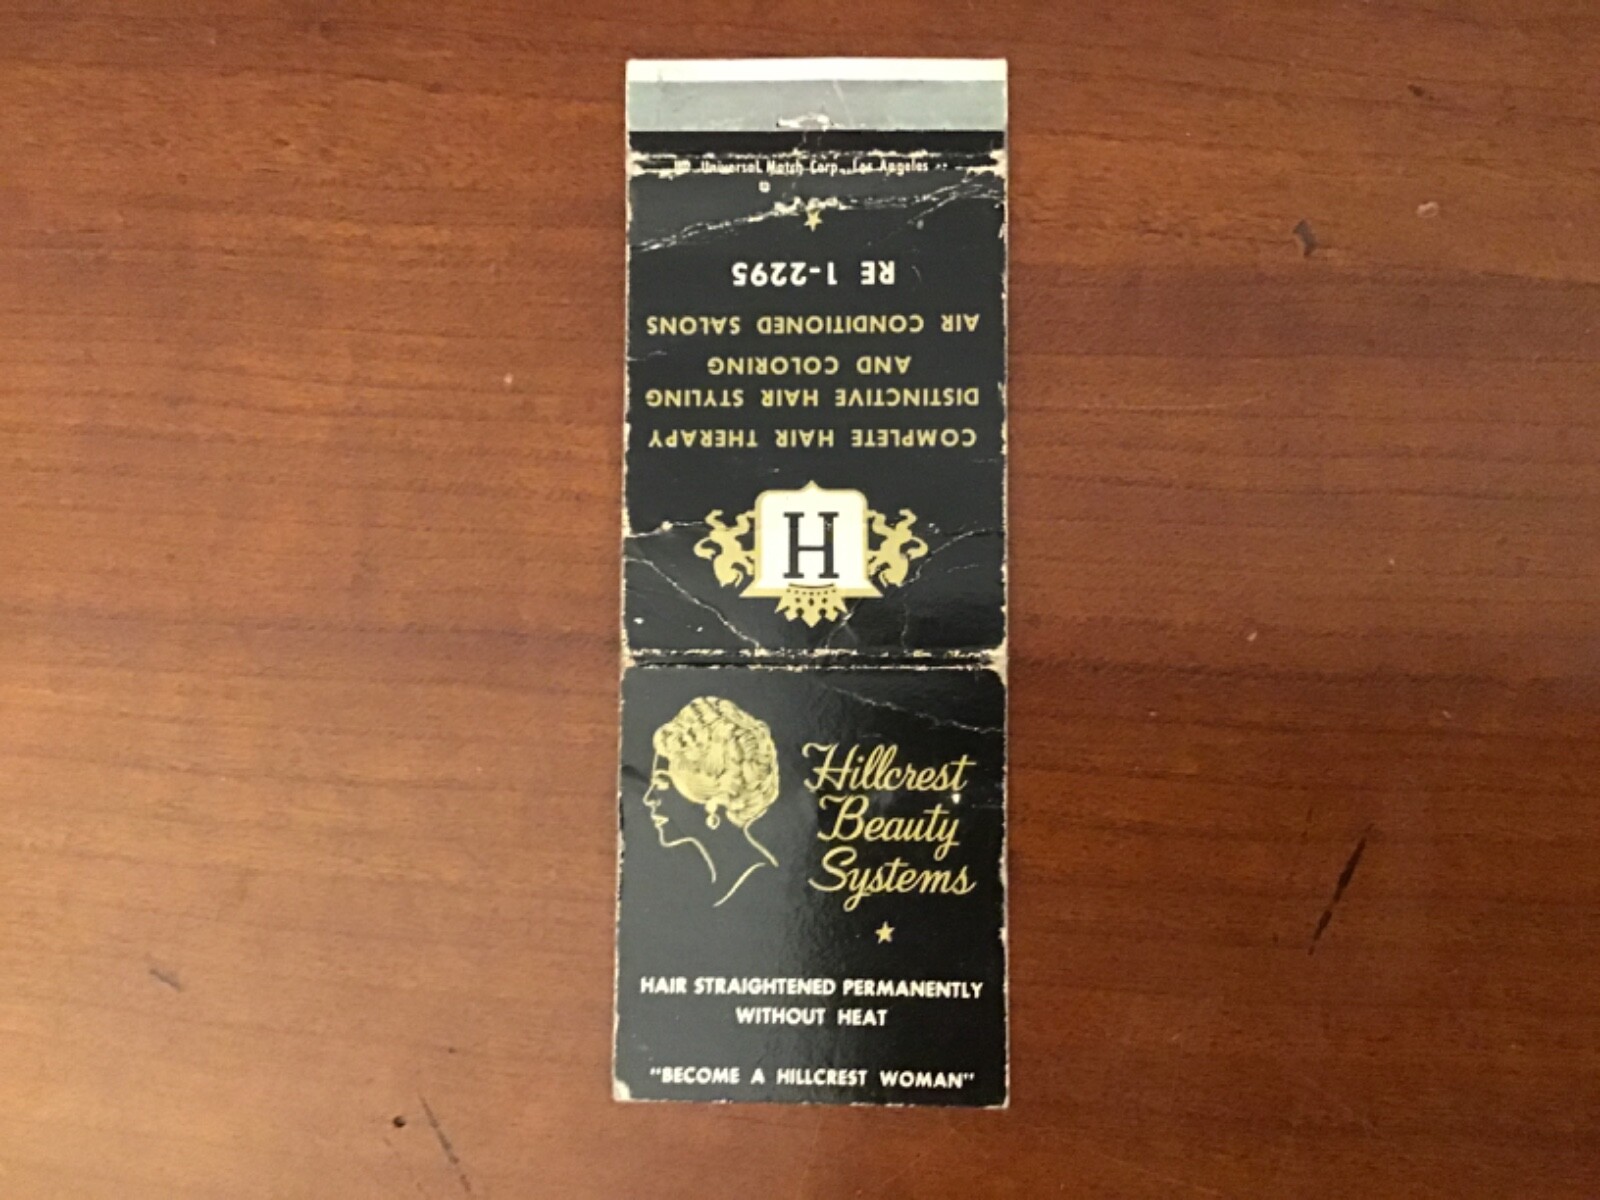 Universal Match Corp., Los Angeles
RE 1-2295
AIR CONDITIONED SALONS
AND COLORING
DISTINCTIVE HAIR STYLING
COMPLETE HAIR THERAPY
H
Hillcrest
Beauty
Systems
HAIR STRAIGHTENED PERMANENTLY
WITHOUT HEAT
"BECOME A HILLCREST WOMAN"